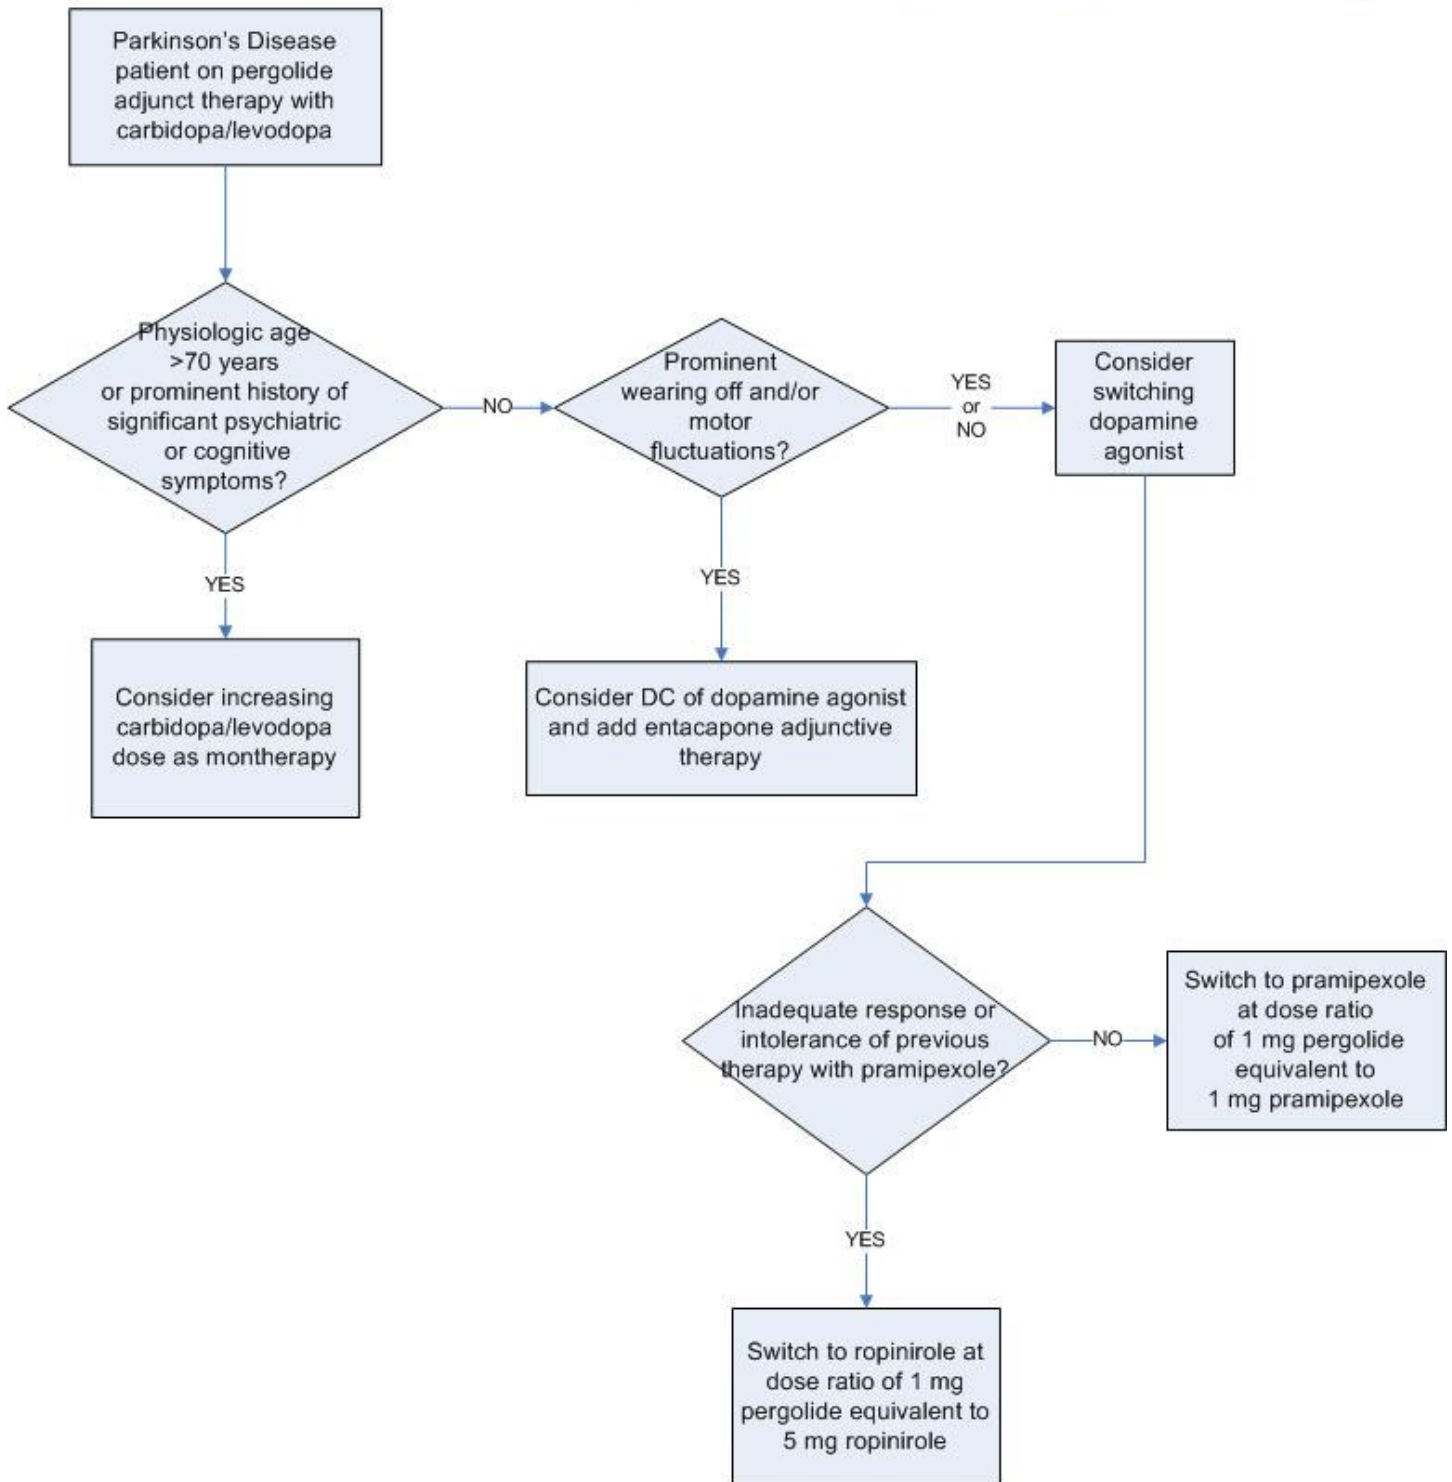 Parkinson's Disease
patient on pergolide
adjunct therapy with
carbidopa/levodopa
Physiologic age
>70 years
or prominent history of
significant psychiatric
or cognitive
symptoms?
NO
Prominent
wearing off and/or
motor
fluctuations?
YES
or
NO
Consider
switching
dopamine
agonist
YES
Consider increasing
carbidopa/levodopa
dose as montherapy
YES
Consider DC of dopamine agonist
and add entacapone adjunctive
therapy
Inadequate response or
intolerance of previous
therapy with pramipexole?
NO
Switch to pramipexole
at dose ratio
of 1 mg pergolide
equivalent to
1 mg pramipexole
YES
Switch to ropinirole at
dose ratio of 1 mg
pergolide equivalent to
5 mg ropinirole